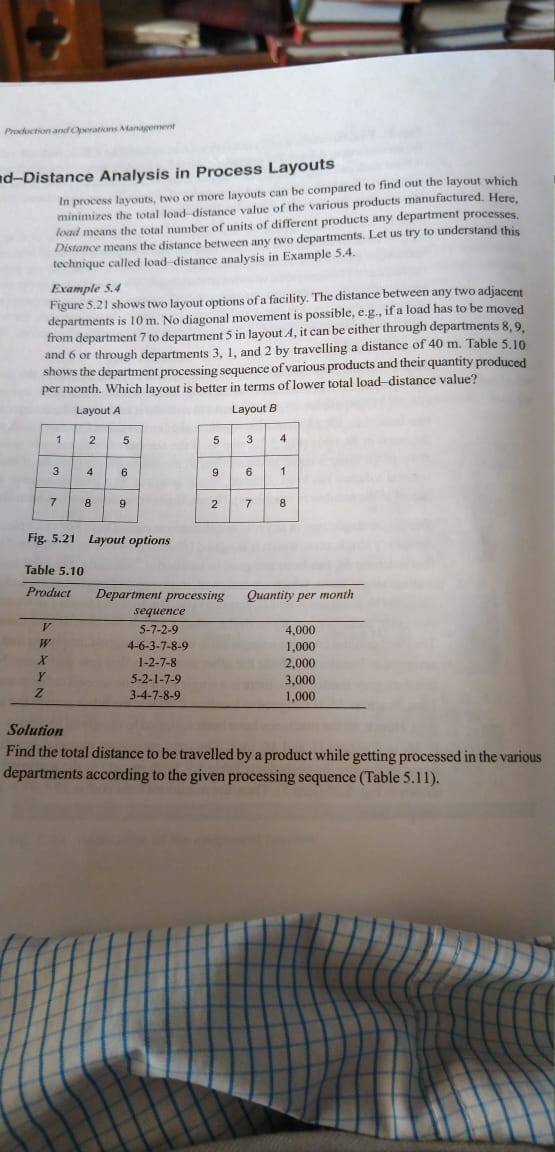 Production and Operations Management
d–Distance Analysis in Process Layouts
In process layouts, two or more layouts can be compared to find out the layout which
minimizes the total load–distance value of the various products manufactured. Here,
load means the total number of units of different products any department processes.
Distance means the distance between any two departments. Let us try to understand this
technique called load–distance analysis in Example 5.4.
Example 5.4
Figure 5.21 shows two layout options of a facility. The distance between any two adjacent
departments is 10 m. No diagonal movement is possible, e.g., if a load has to be moved
from department 7 to department 5 in layout A, it can be either through departments 8, 9,
and 6 or through departments 3, 1, and 2 by travelling a distance of 40 m. Table 5.10
shows the department processing sequence of various products and their quantity produced
per month. Which layout is better in terms of lower total load–distance value?
Layout A Layout B
1 2 5 5 3 4
3 4 6 9 6 1
7 8 9 2 7 8
Fig. 5.21 Layout options
Table 5.10
Product Department processing Quantity per month
sequence
V 5-7-2-9 4,000
W 4-6-3-7-8-9 1,000
X 1-2-7-8 2,000
Y 5-2-1-7-9 3,000
Z 3-4-7-8-9 1,000
Solution
Find the total distance to be travelled by a product while getting processed in the various
departments according to the given processing sequence (Table 5.11).